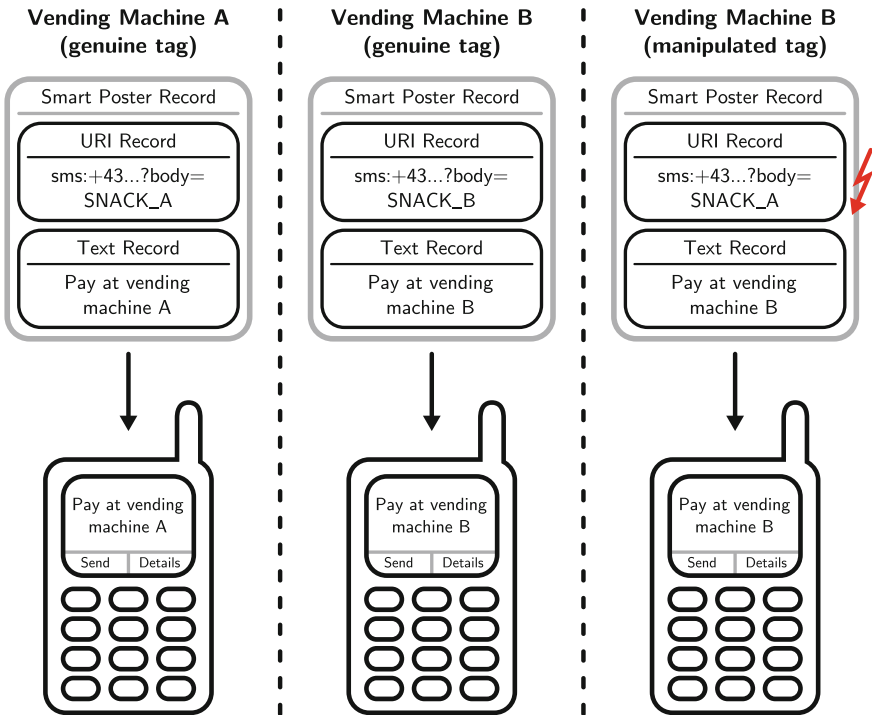 Vending Machine A
(genuine tag)
Smart Poster Record
URI Record
sms:+43...?body=
SNACK_A
Text Record
Pay at vending
machine A
Pay at vending
machine A
Send Details
Vending Machine B
(genuine tag)
Smart Poster Record
URI Record
sms:+43...?body=
SNACK_B
Text Record
Pay at vending
machine B
Pay at vending
machine B
Send Details
Vending Machine B
(manipulated tag)
Smart Poster Record
URI Record
sms:+43...?body=
SNACK_A
Text Record
Pay at vending
machine B
Pay at vending
machine B
Send Details